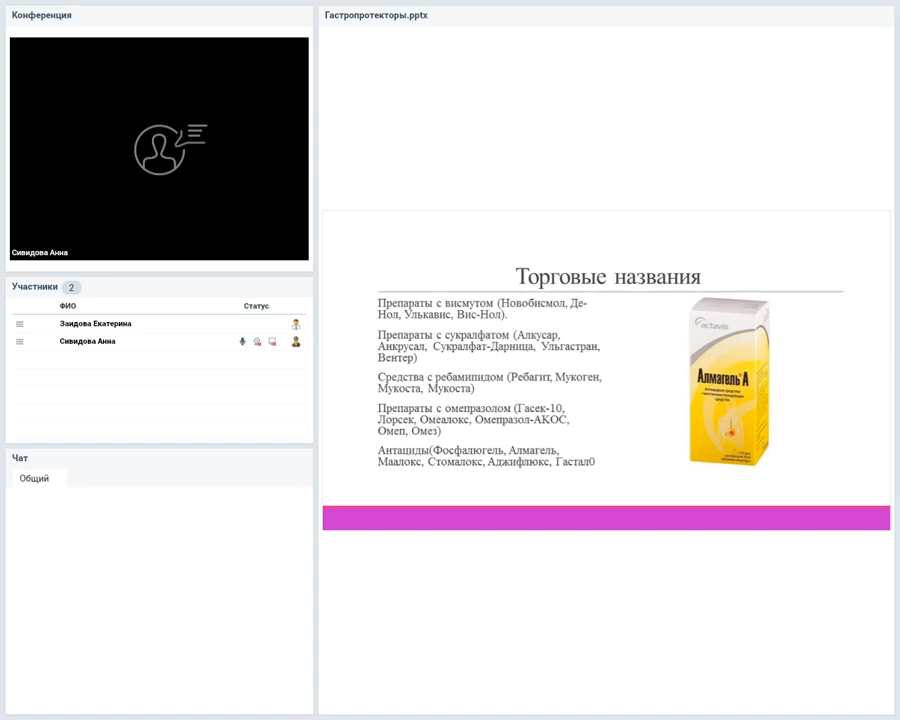 Конференция
Сивидова Анна
Участники 2
ФИО Статус
Заидова Екатерина
Сивидова Анна
Чат
Общий
Гастропротекторы.pptx
Торговые названия
Препараты с висмутом (Новобисмол, Де-
Нол, Улькавис, Вис-Нол).
Препараты с сукралфатом (Алкусар,
Анкрусал, Сукралфат-Дарница, Ульгастран,
Вентер)
Средства с ребамипидом (Ребагит, Мукоген,
Мукоста, Мукоста)
Препараты с омепразолом (Гасек-10,
Лорсек, Омеалокс, Омепразол-АКОС,
Омеп, Омез)
Антациды(Фосфалюгель, Алмагель,
Маалокс, Стомалокс, Аджифлюкс, Гастал0
actavis
Алмагель А